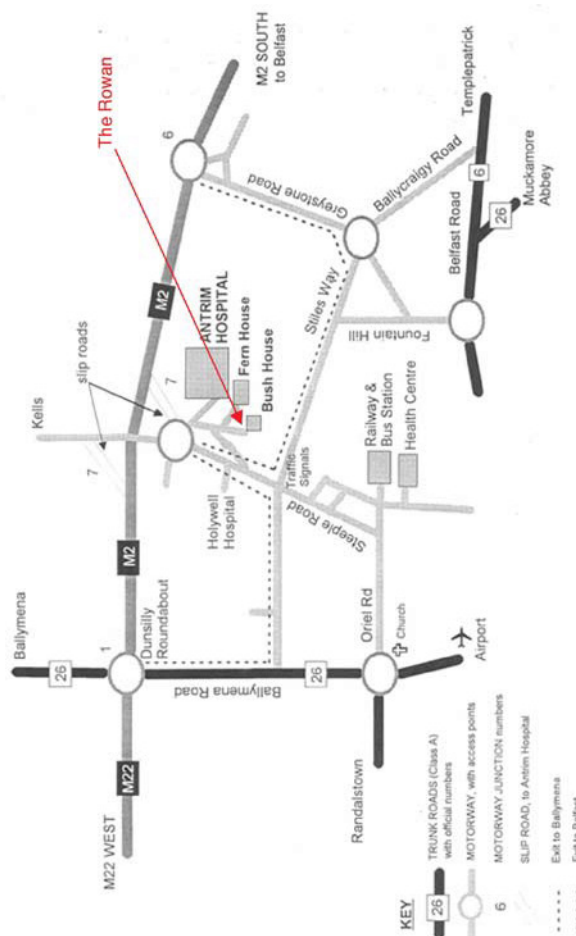 M2 SOUTH
to Belfast
The Rowan
6
Templepatrick
Greystone Road
Ballycraigy Road
6
26
Muckamore
Abbey
Belfast Road
M2
slip roads
7
ANTRIM
HOSPITAL
Fern House
Bush House
Stiles Way
Fountain Hill
Kells
7
Railway &
Bus Station
Health Centre
Traffic
Signals
Holywell
Hospital
Steeple Road
M2
Ballymena
26
1
Dunsilly
Roundabout
Ballymena Road
26
Oriel Rd
Church
Airport
M22
M22 WEST
Randalstown
KEY
26
TRUNK ROADS (Class A)
with official numbers
MOTORWAY, with access points
6
MOTORWAY JUNCTION numbers
SLIP ROAD, to Antrim Hospital
Exit to Ballymena
Exit to Belfast